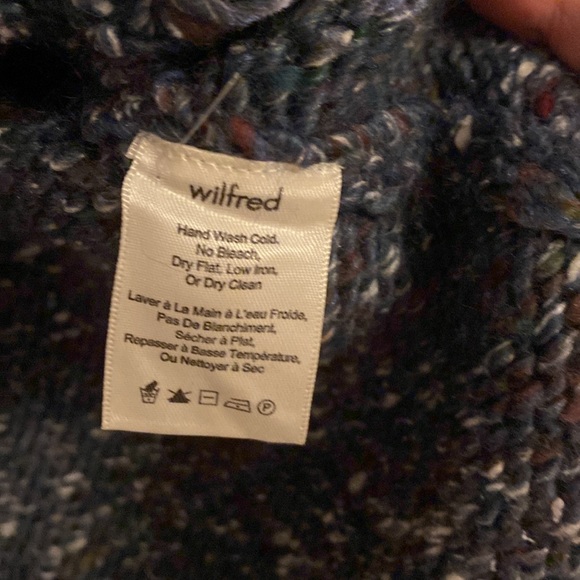 wilfred
Hand Wash Cold.
No Bleach,
Dry Flat, Low Iron,
Or Dry Clean
Laver à La Main à L'eau Froide,
Pas De Blanchiment,
Sécher à Plat,
Repasser à Basse Température,
Ou Nettoyer à Sec
P